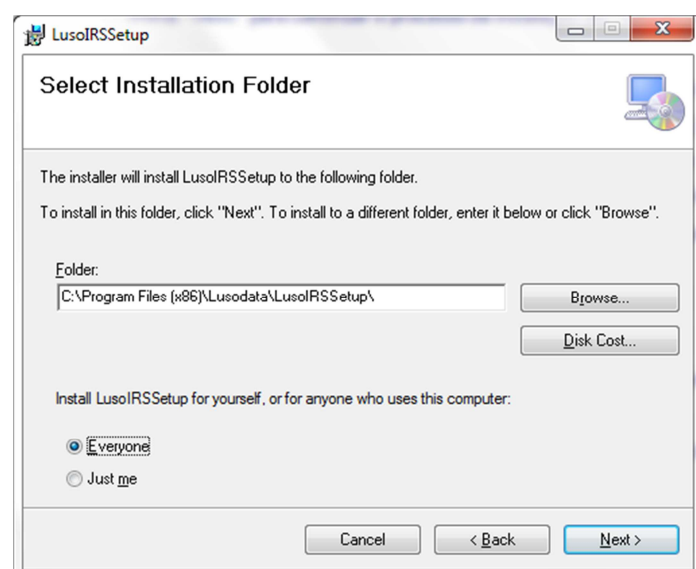 LusoIRSSetup
Select Installation Folder
The installer will install LusoIRSSetup to the following folder.
To install in this folder, click "Next". To install to a different folder, enter it below or click "Browse".
Folder:
C:\Program Files (x86)\Lusodata\LusoIRSSetup\
Browse...
Disk Cost...
Install LusoIRSSetup for yourself, or for anyone who uses this computer:
Everyone
Just me
Cancel
< Back
Next >